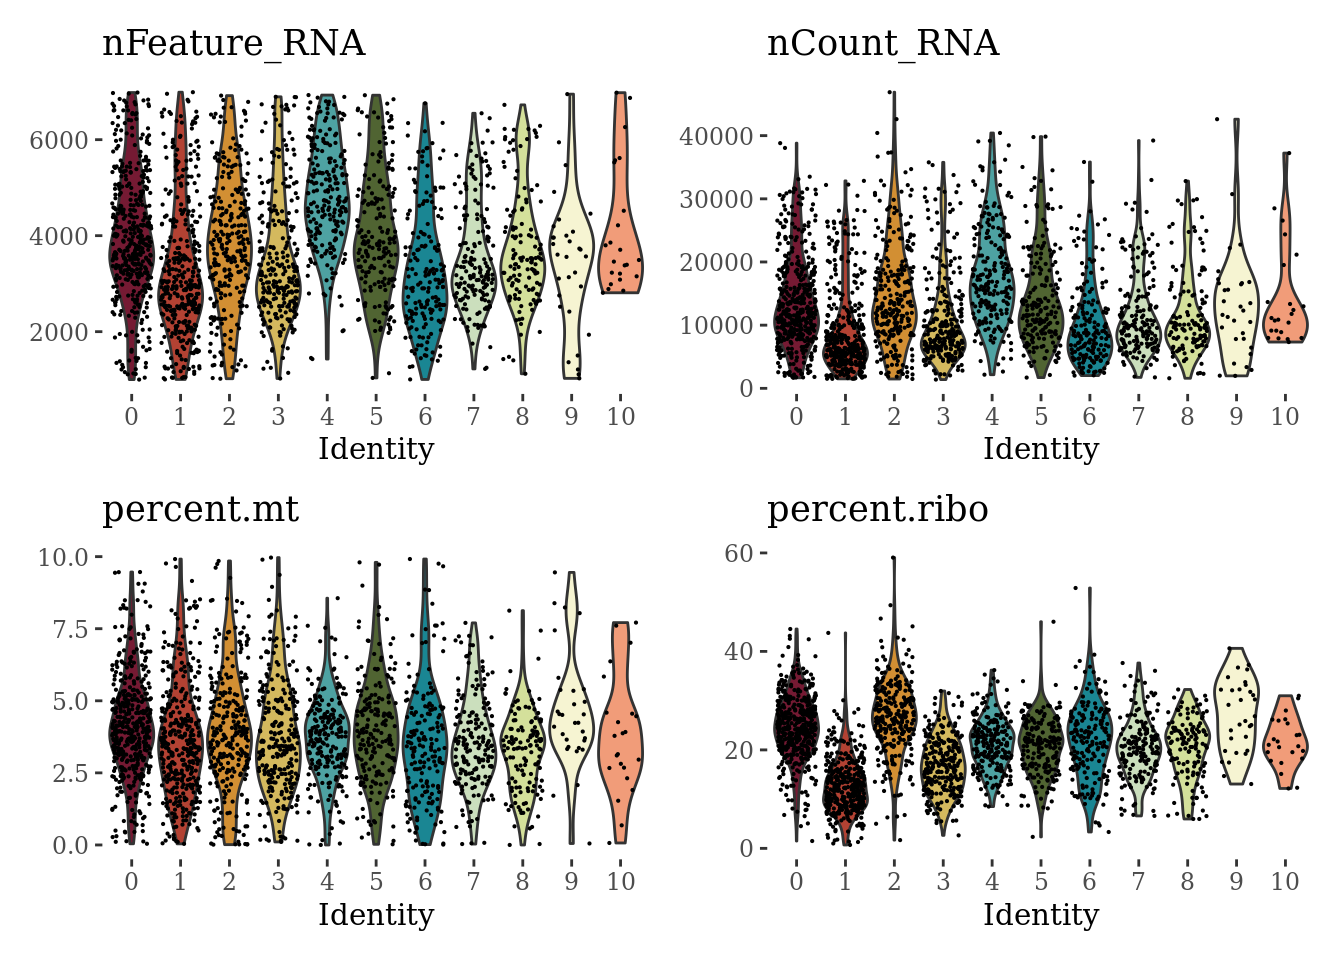 nFeature_RNA
6000
4000
2000
0 1 2 3 4 5 6 7 8 9 10
Identity
nCount_RNA
40000
30000
20000
10000
0
0 1 2 3 4 5 6 7 8 9 10
Identity
percent.mt
10.0
7.5
5.0
2.5
0.0
0 1 2 3 4 5 6 7 8 9 10
Identity
percent.ribo
60
40
20
0
0 1 2 3 4 5 6 7 8 9 10
Identity